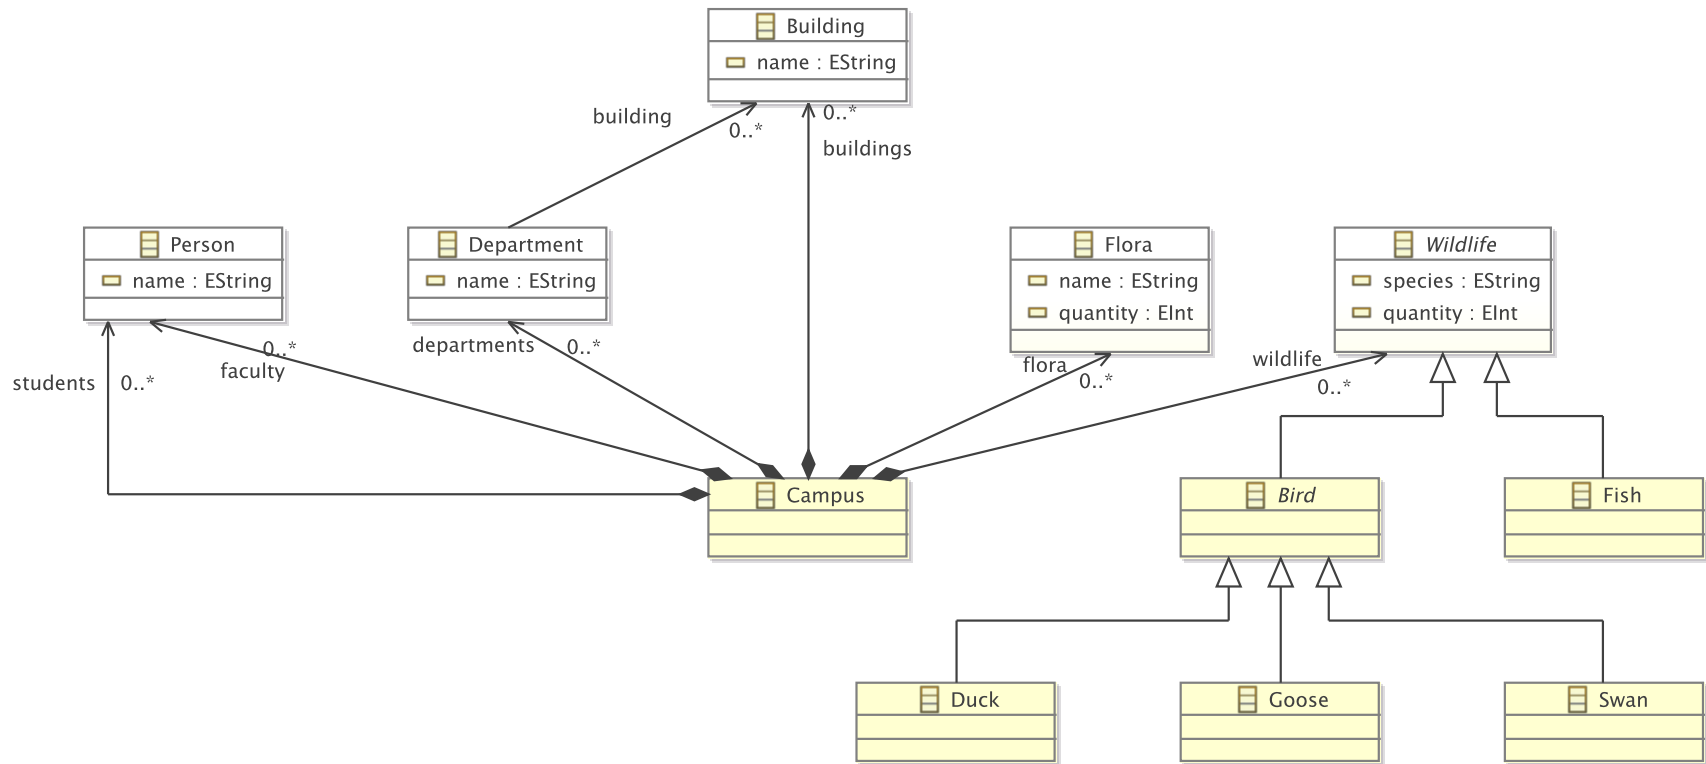 Building
name : EString
building
0..*
0..*
buildings
Person
name : EString
Department
name : EString
Flora
name : EString
quantity : EInt
Wildlife
species : EString
quantity : EInt
students
0..*
0..*
faculty
departments
0..*
flora
0..*
wildlife
0..*
Campus
Bird
Fish
Duck
Goose
Swan